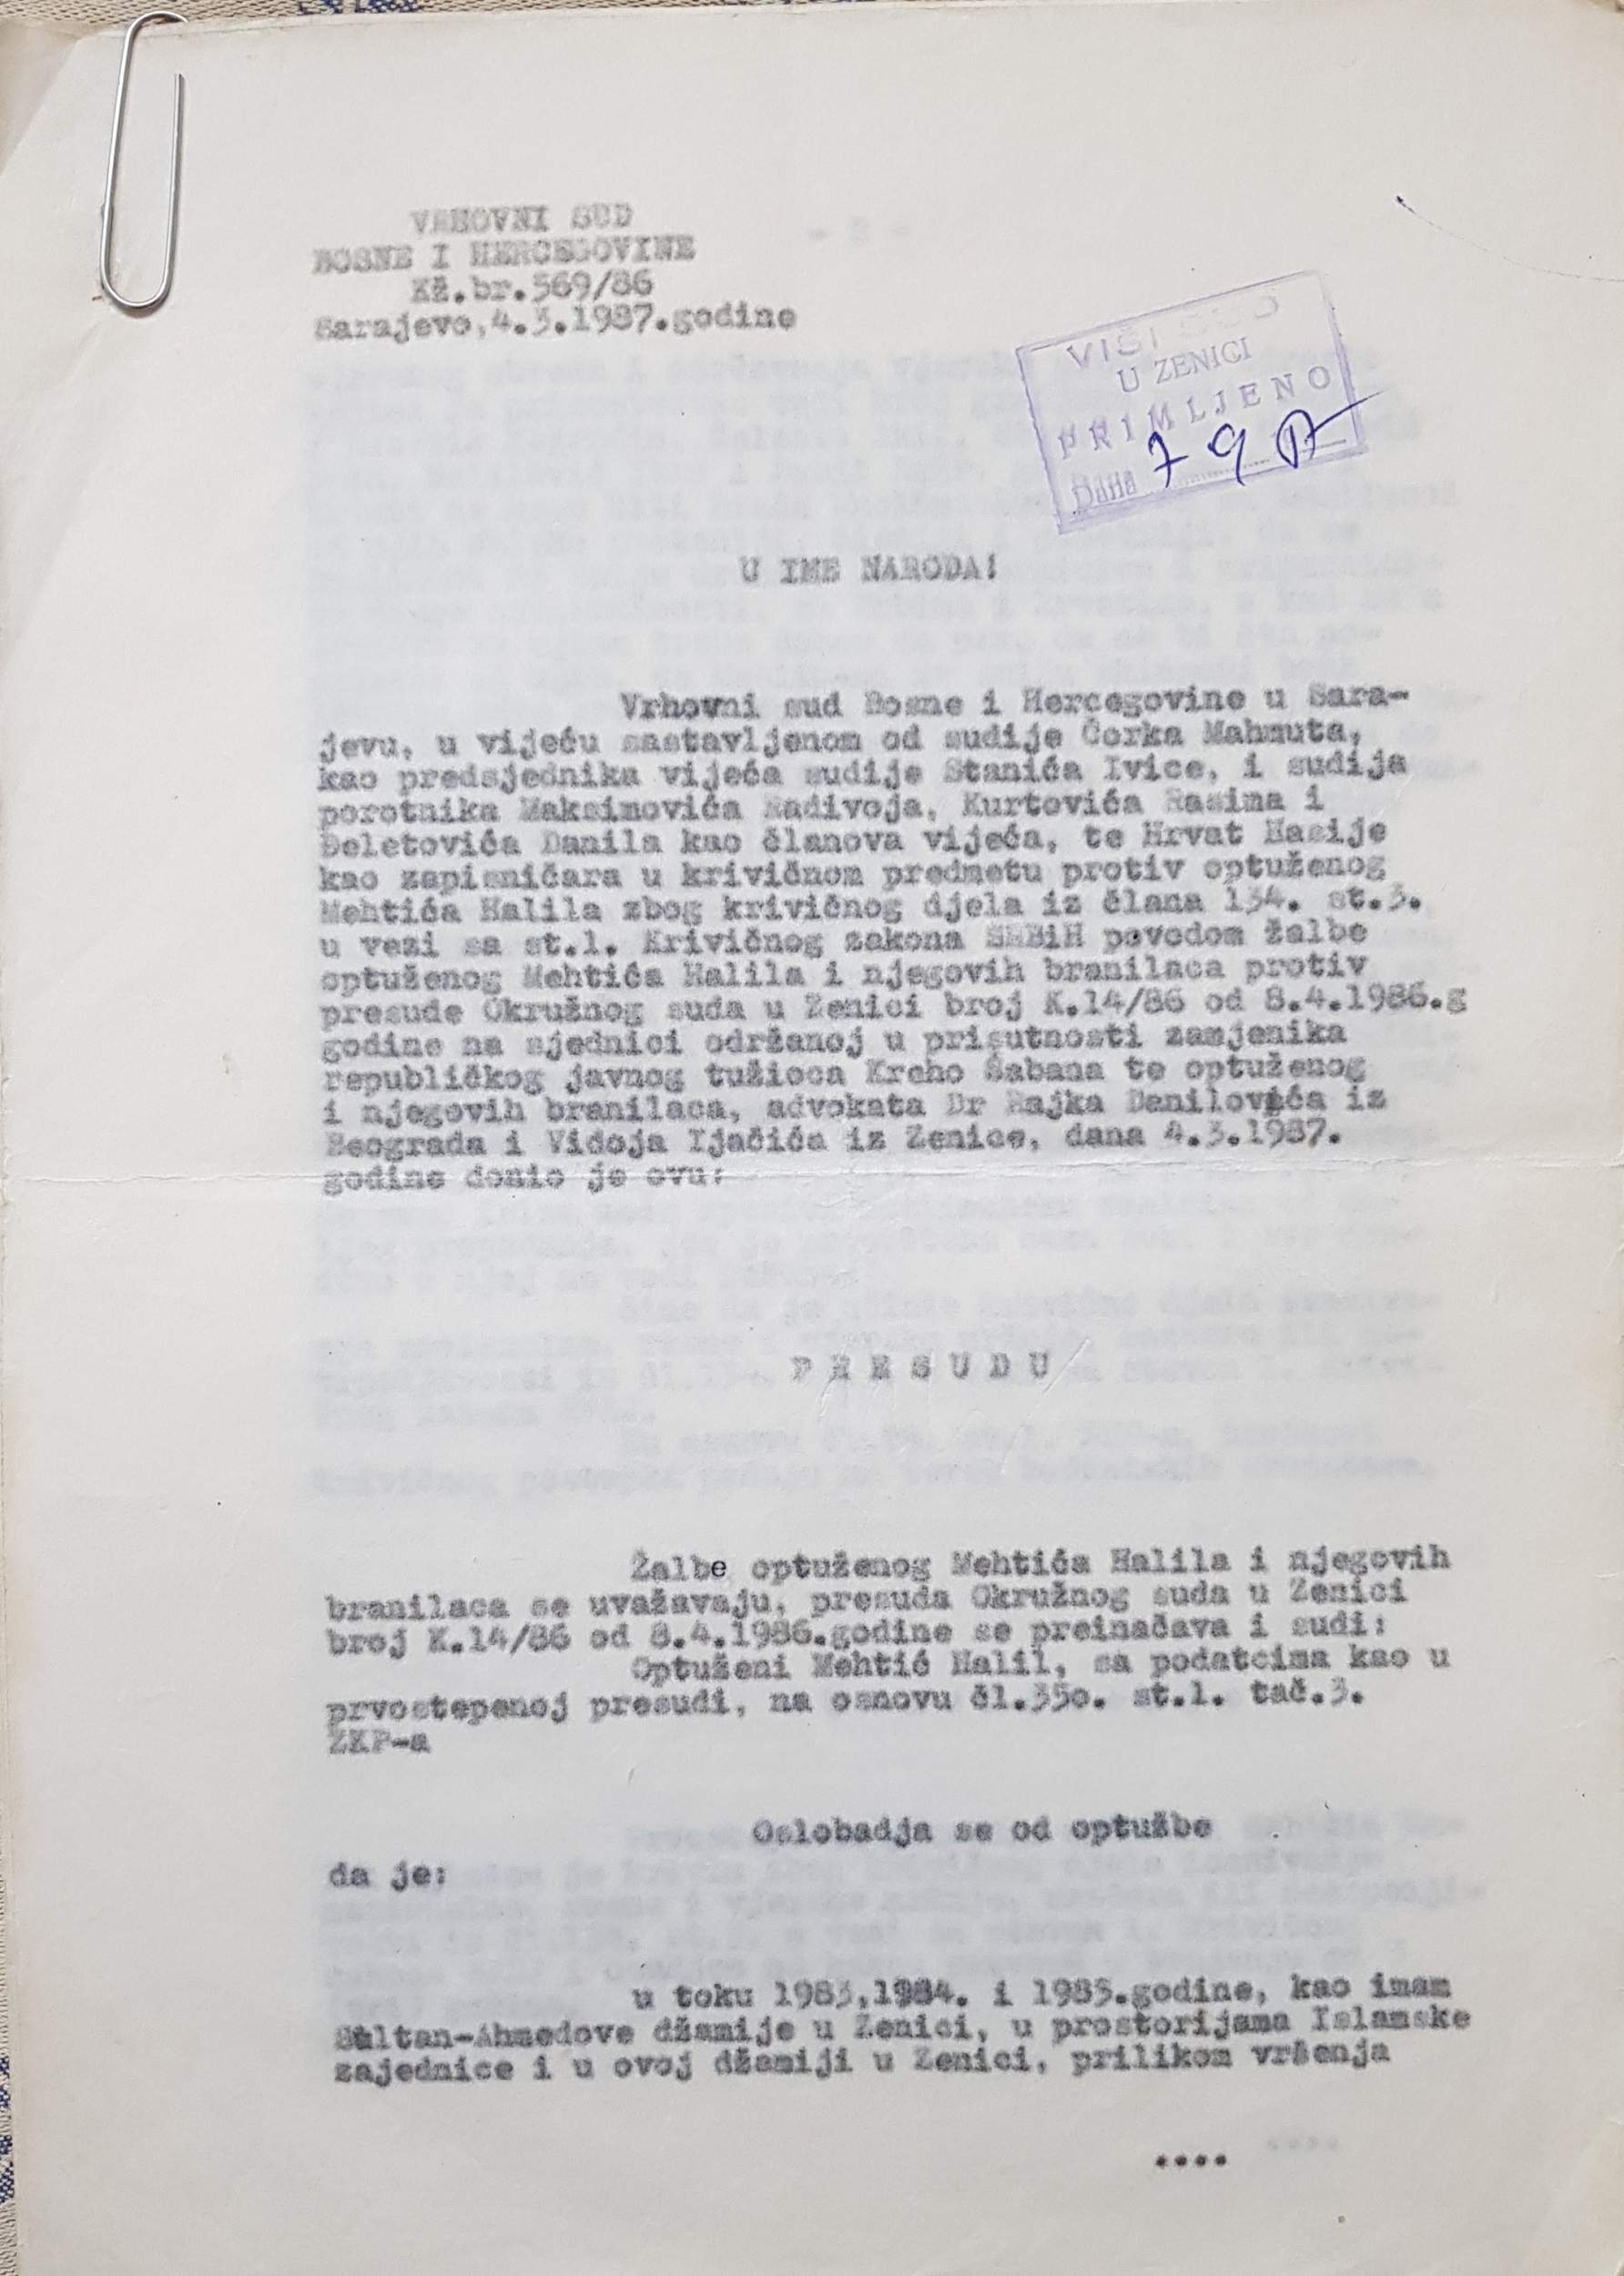 VRHOVNI SUD
BOSNE I HERCEGOVINE
Kž.br.569/86
Sarajevo,4.3.1987.godine
VIŠI SUD
U ZENICI
PRIMLJENO
Dana 7 9 87
U IME NARODA!
Vrhovni sud Bosne i Hercegovine u Sara-
jevu, u vijeću sastavljenom od sudije Čorka Mahmuta,
kao predsjednika vijeća sudije Stanića Ivice, i sudija
porotnika Maksimovića Radivoja, Kurtovića Rasima i
Đeletovića Danila kao članova vijeća, te Hrvat Hasije
kao zapisničara u krivičnom predmetu protiv optuženog
Mehtića Halila zbog krivičnog djela iz člana 134. st.3.
u vezi sa st.1. Krivičnog zakona SRBiH povodom žalbe
optuženog Mehtića Halila i njegovih branilaca protiv
presude Okružnog suda u Zenici broj K.14/86 od 8.4.1986.g
godine na sjednici održanoj u prisutnosti zamjenika
republičkog javnog tužioca Kreho Šabana te optuženog
i njegovih branilaca, advokata Dr Rajka Danilovića iz
Beograda i Vidoja Ijačića iz Zenice, dana 4.3.1987.
godine donio je ovu:
P R E S U D U
Žalbe optuženog Mehtića Halila i njegovih
branilaca se uvažavaju, presuda Okružnog suda u Zenici
broj K.14/86 od 8.4.1986.godine se preinačava i sudi:
Optuženi Mehtić Halil, sa podatcima kao u
prvostepenoj presudi, na osnovu čl.350. st.1. tač.3.
ZKP-a
Oslobadja se od optužbe
da je:
u toku 1983,1984. i 1985.godine, kao imam
Sultan-Ahmedove džamije u Zenici, u prostorijama Islamske
zajednice i u ovoj džamiji u Zenici, prilikom vršenja
....